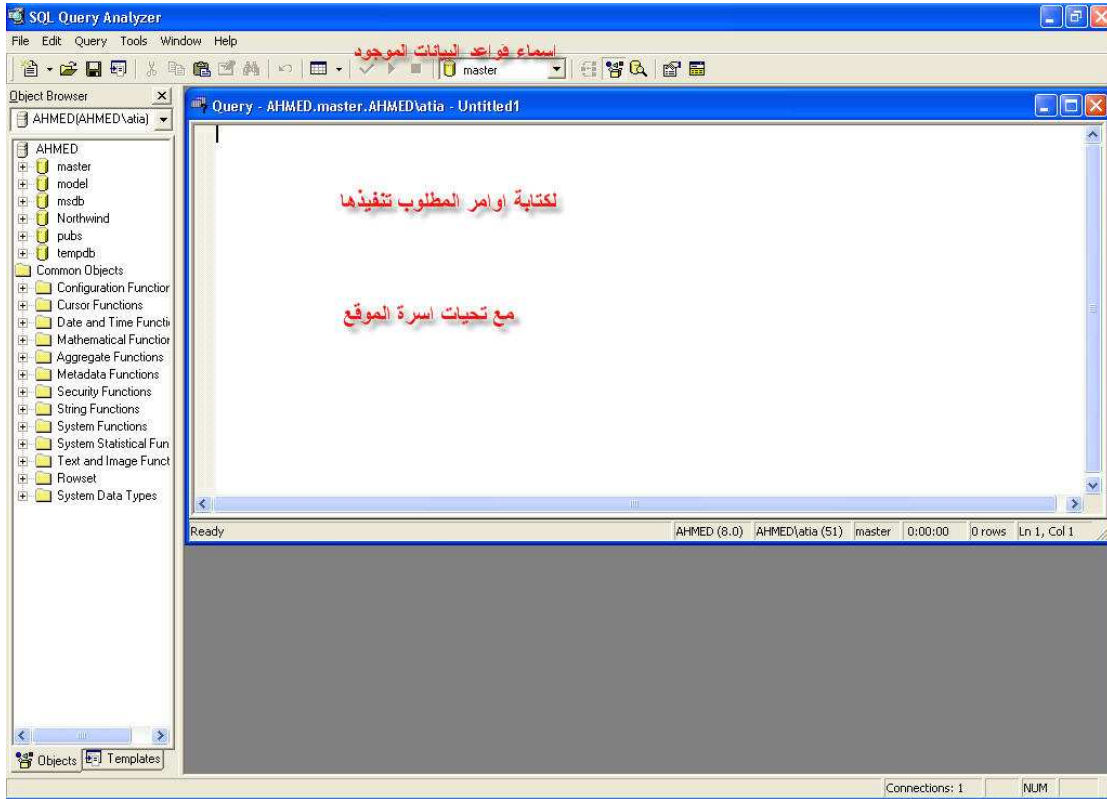 SQL Query Analyzer
File Edit Query Tools Window Help
اسماء قواعد البيانات الموجود
master
Object Browser
AHMED(AHMED\atia)
AHMED
master
model
msdb
Northwind
pubs
tempdb
Common Objects
Configuration Function
Cursor Functions
Date and Time Functi
Mathematical Function
Aggregate Functions
Metadata Functions
Security Functions
String Functions
System Functions
System Statistical Fun
Text and Image Funct
Rowset
System Data Types
Objects Templates
Query - AHMED.master.AHMED\atia - Untitled1
لكتابة اوامر المطلوب تنفيذها
مع تحيات اسرة الموقع
Ready AHMED (8.0) AHMED\atia (51) master 0:00:00 0 rows Ln 1, Col 1
Connections: 1 NUM